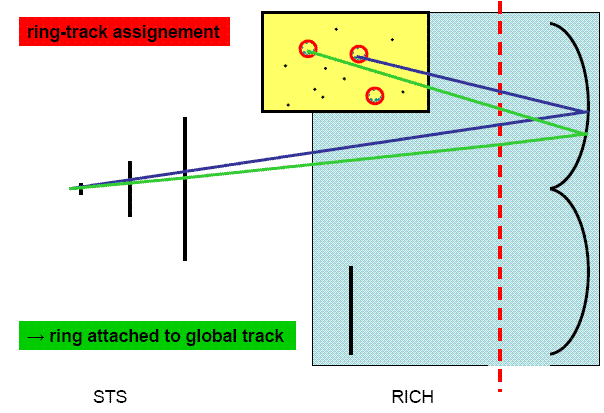 ring-track assignement
→ ring attached to global track
STS
RICH